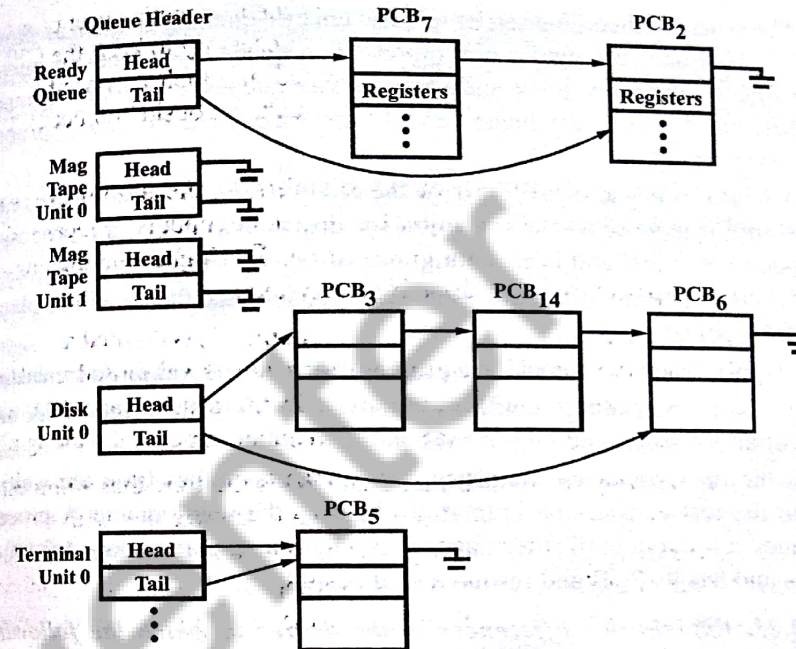 Queue Header
PCB7
PCB2
Ready
Queue
Head
Tail
Registers
Registers
Mag
Tape
Unit 0
Head
Tail
Mag
Tape
Unit 1
Head
Tail
PCB3
PCB14
PCB6
Disk
Unit 0
Head
Tail
PCB5
Terminal
Unit 0
Head
Tail
enter